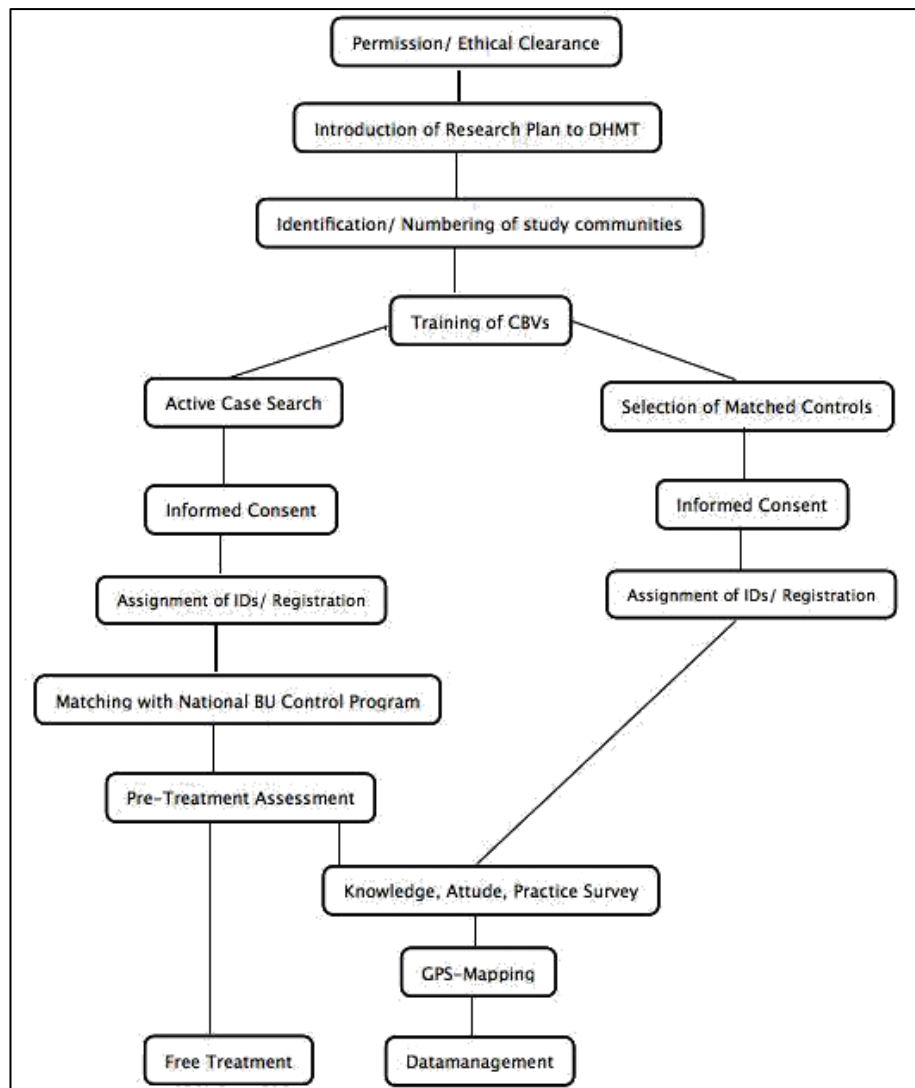 Permission/ Ethical Clearance
Introduction of Research Plan to DHMT
Identification/ Numbering of study communities
Training of CBVs
Active Case Search
Selection of Matched Controls
Informed Consent
Informed Consent
Assignment of IDs/ Registration
Assignment of IDs/ Registration
Matching with National BU Control Program
Pre-Treatment Assessment
Knowledge, Attude, Practice Survey
GPS-Mapping
Free Treatment
Datamanagement